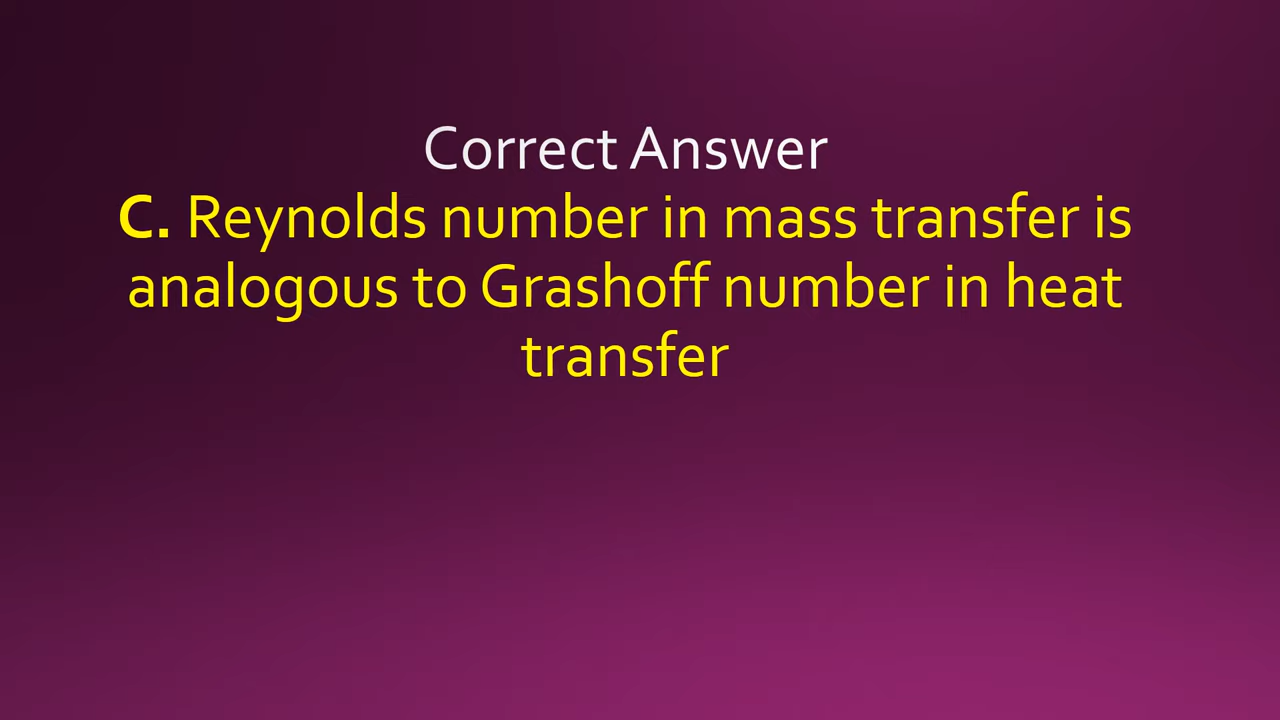 Correct Answer
C. Reynolds number in mass transfer is
analogous to Grashoff number in heat
transfer